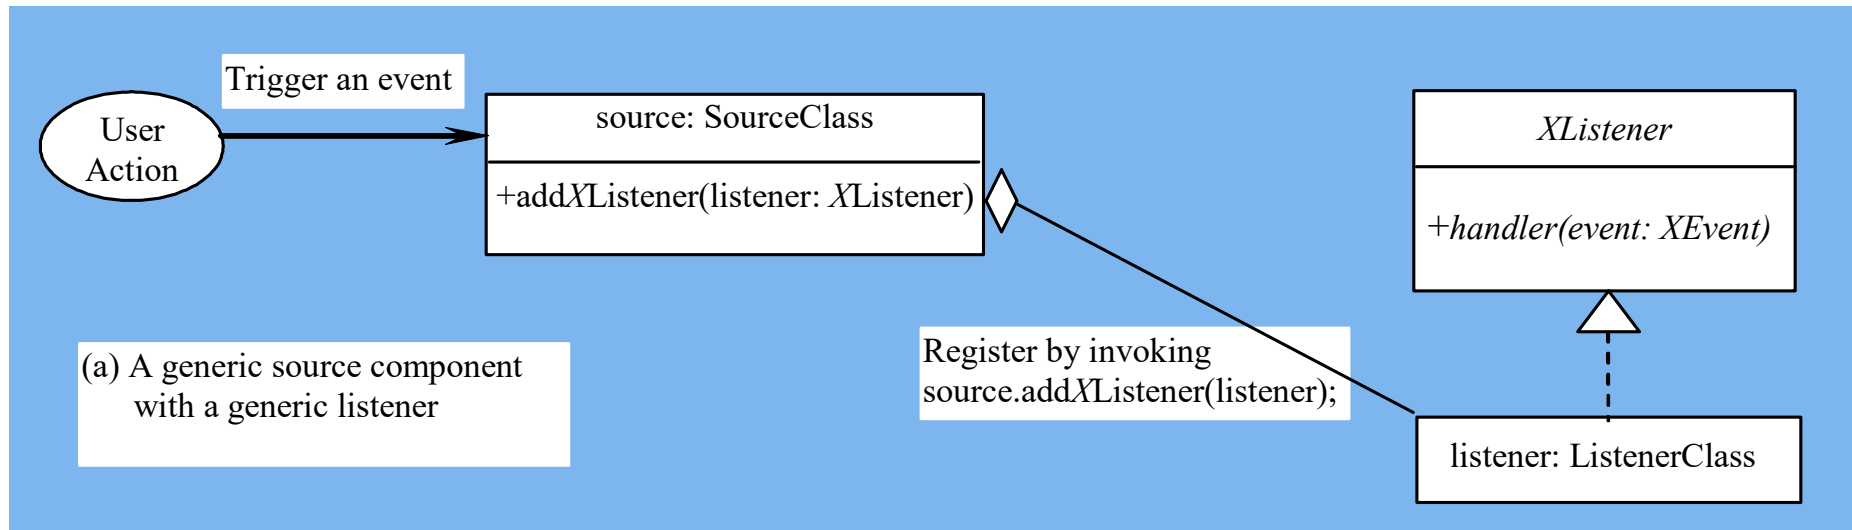 Trigger an event
User
Action
source: SourceClass
+addXListener(listener: XListener)
XListener
+handler(event: XEvent)
Register by invoking
source.addXListener(listener);
(a) A generic source component
with a generic listener
listener: ListenerClass